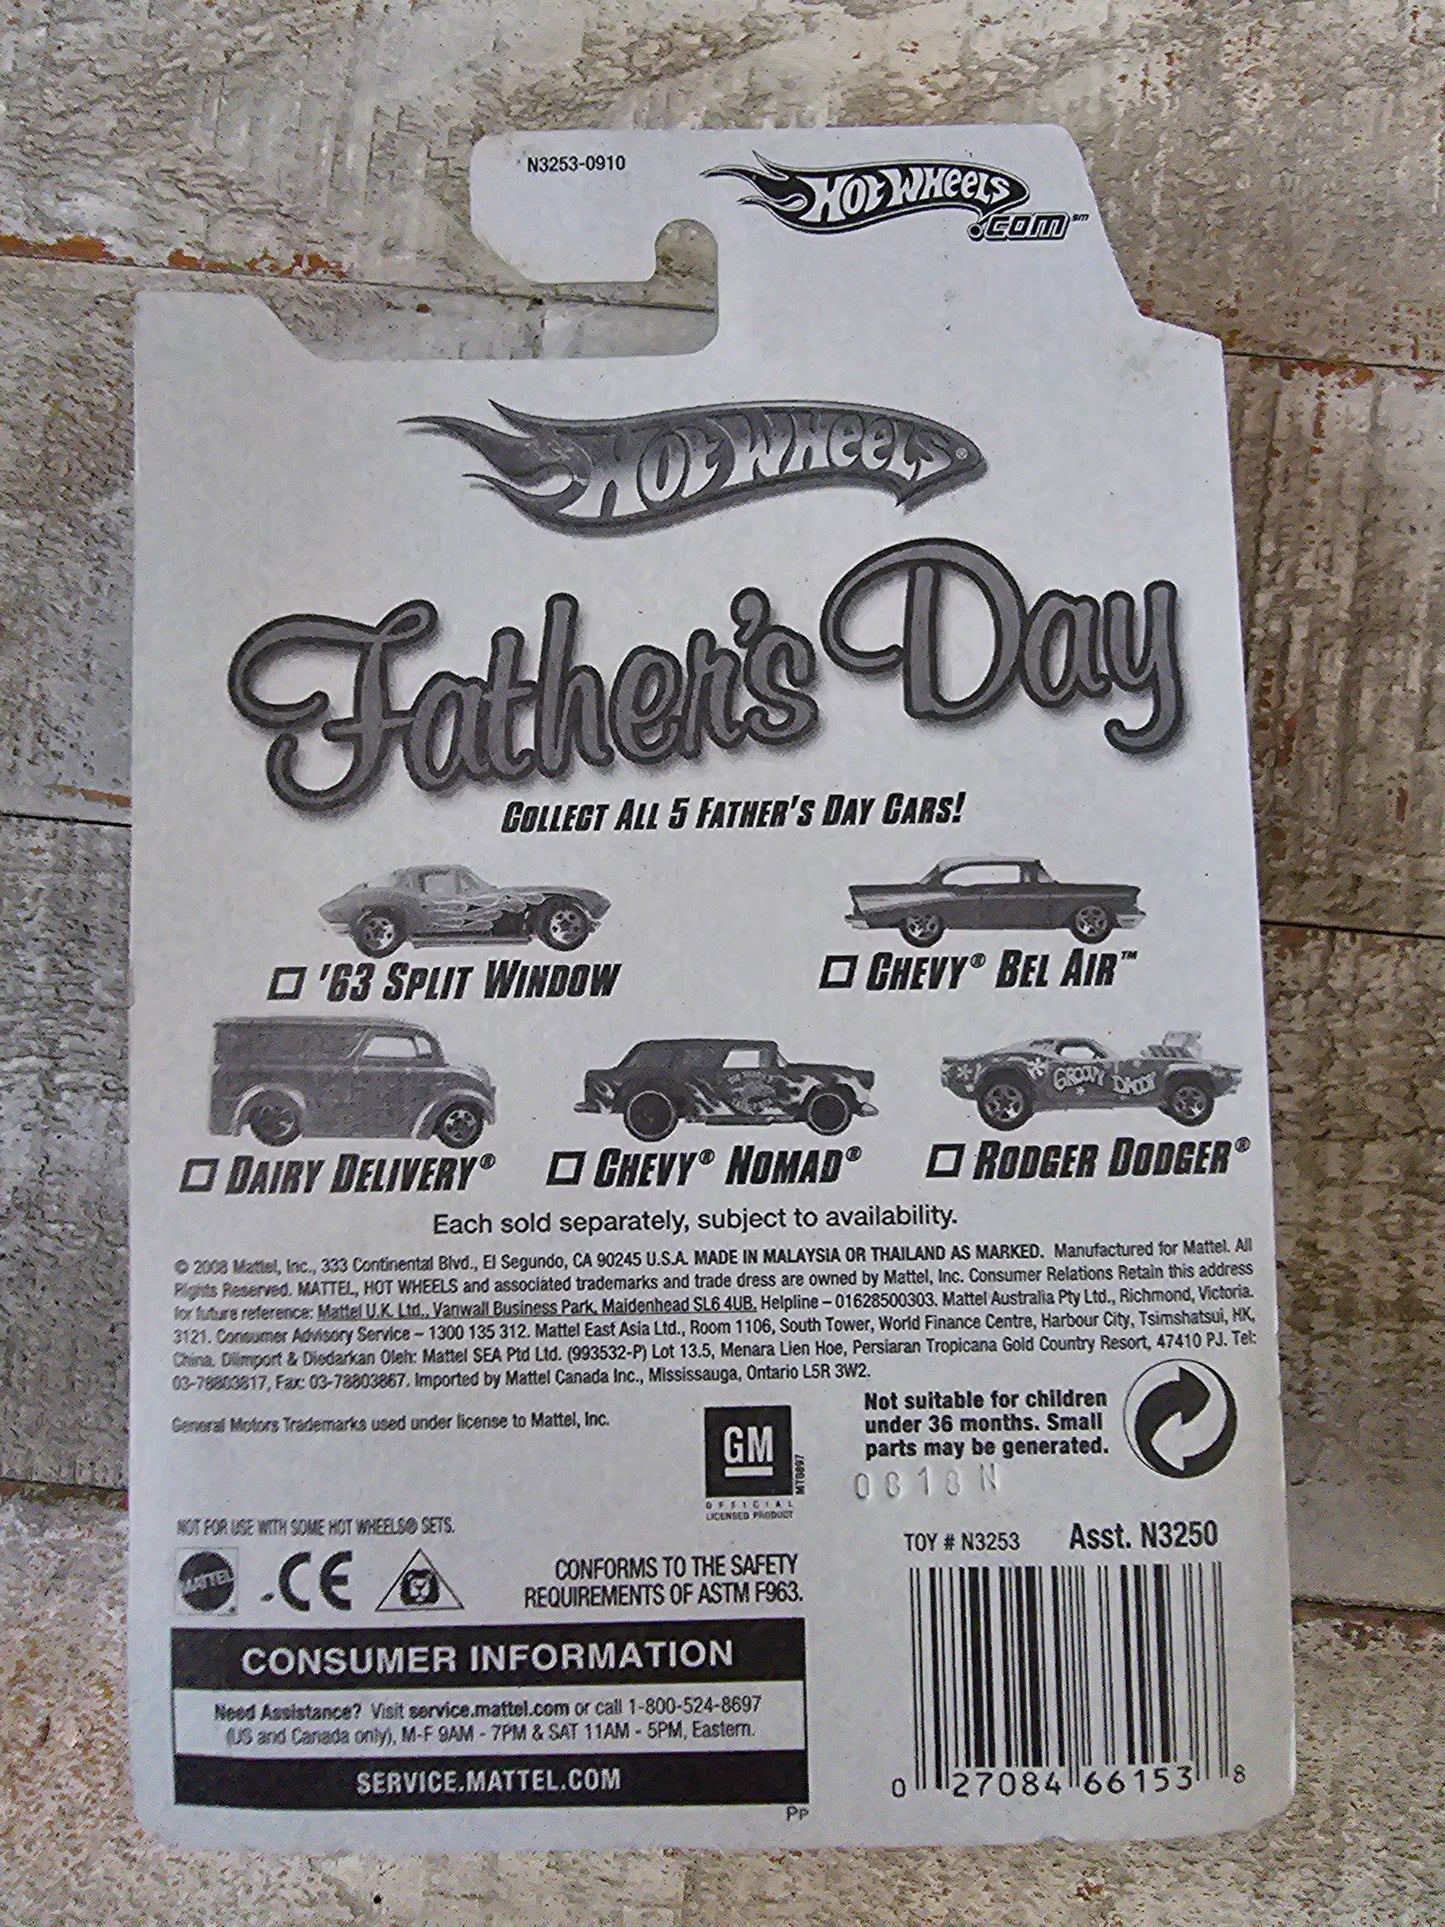 N3253-0910
HOT WHEELS
.COM℠
HOT WHEELS®
Father's Day
COLLECT ALL 5 FATHER'S DAY CARS!
☐ '63 SPLIT WINDOW
☐ CHEVY® BEL AIR™
GROOVY DADDY
☐ DAIRY DELIVERY®
☐ CHEVY® NOMAD®
☐ RODGER DODGER®
Each sold separately, subject to availability.
© 2008 Mattel, Inc., 333 Continental Blvd., El Segundo, CA 90245 U.S.A. MADE IN MALAYSIA OR THAILAND AS MARKED. Manufactured for Mattel. All
Rights Reserved. MATTEL, HOT WHEELS and associated trademarks and trade dress are owned by Mattel, Inc. Consumer Relations Retain this address
for future reference: Mattel U.K. Ltd., Vanwall Business Park, Maidenhead SL6 4UB. Helpline – 01628500303. Mattel Australia Pty Ltd., Richmond, Victoria.
3121. Consumer Advisory Service – 1300 135 312. Mattel East Asia Ltd., Room 1106, South Tower, World Finance Centre, Harbour City, Tsimshatsui, HK,
China. Diimport & Diedarkan Oleh: Mattel SEA Ptd Ltd. (993532-P) Lot 13.5, Menara Lien Hoe, Persiaran Tropicana Gold Country Resort, 47410 PJ. Tel:
03-78803817, Fax: 03-78803867. Imported by Mattel Canada Inc., Mississauga, Ontario L5R 3W2.
General Motors Trademarks used under license to Mattel, Inc.
GM
MT0897
OFFICIAL
LICENSED PRODUCT
Not suitable for children
under 36 months. Small
parts may be generated.
0818N
NOT FOR USE WITH SOME HOT WHEELS® SETS.
MATTEL
CE
CONFORMS TO THE SAFETY
REQUIREMENTS OF ASTM F963.
TOY # N3253 Asst. N3250
CONSUMER INFORMATION
Need Assistance? Visit service.mattel.com or call 1-800-524-8697
(US and Canada only), M-F 9AM - 7PM & SAT 11AM - 5PM, Eastern.
SERVICE.MATTEL.COM
PP
0 27084 66153 8